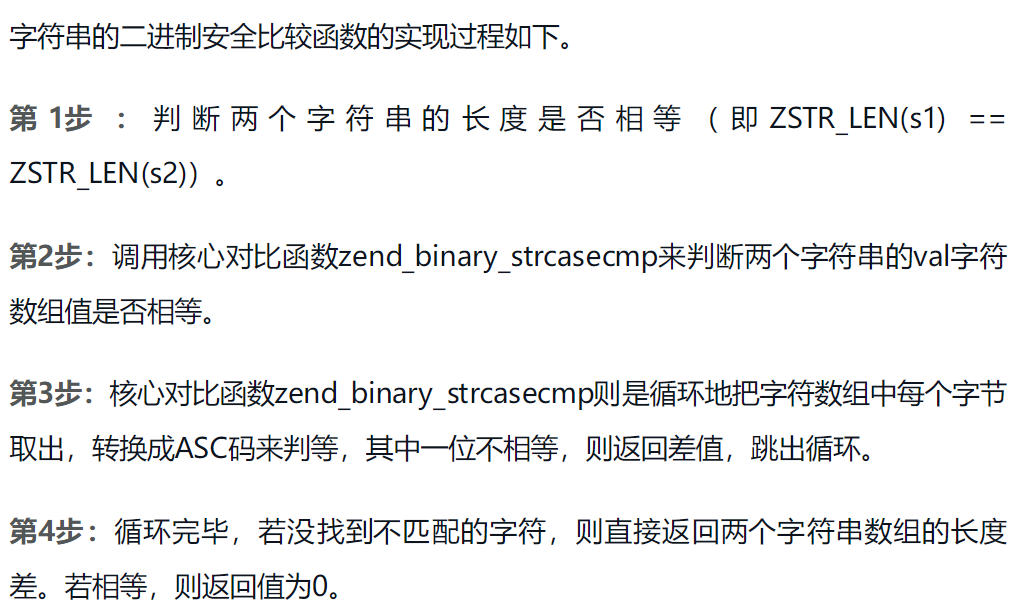 字符串的二进制安全比较函数的实现过程如下。
第1步：判断两个字符串的长度是否相等（即ZSTR_LEN(s1) ==
ZSTR_LEN(s2)）。
第2步：调用核心对比函数zend_binary_strcasecmp来判断两个字符串的val字符
数组值是否相等。
第3步：核心对比函数zend_binary_strcasecmp则是循环地把字符数组中每个字节
取出，转换成ASC码来判等，其中一位不相等，则返回差值，跳出循环。
第4步：循环完毕，若没找到不匹配的字符，则直接返回两个字符串数组的长度
差。若相等，则返回值为0。